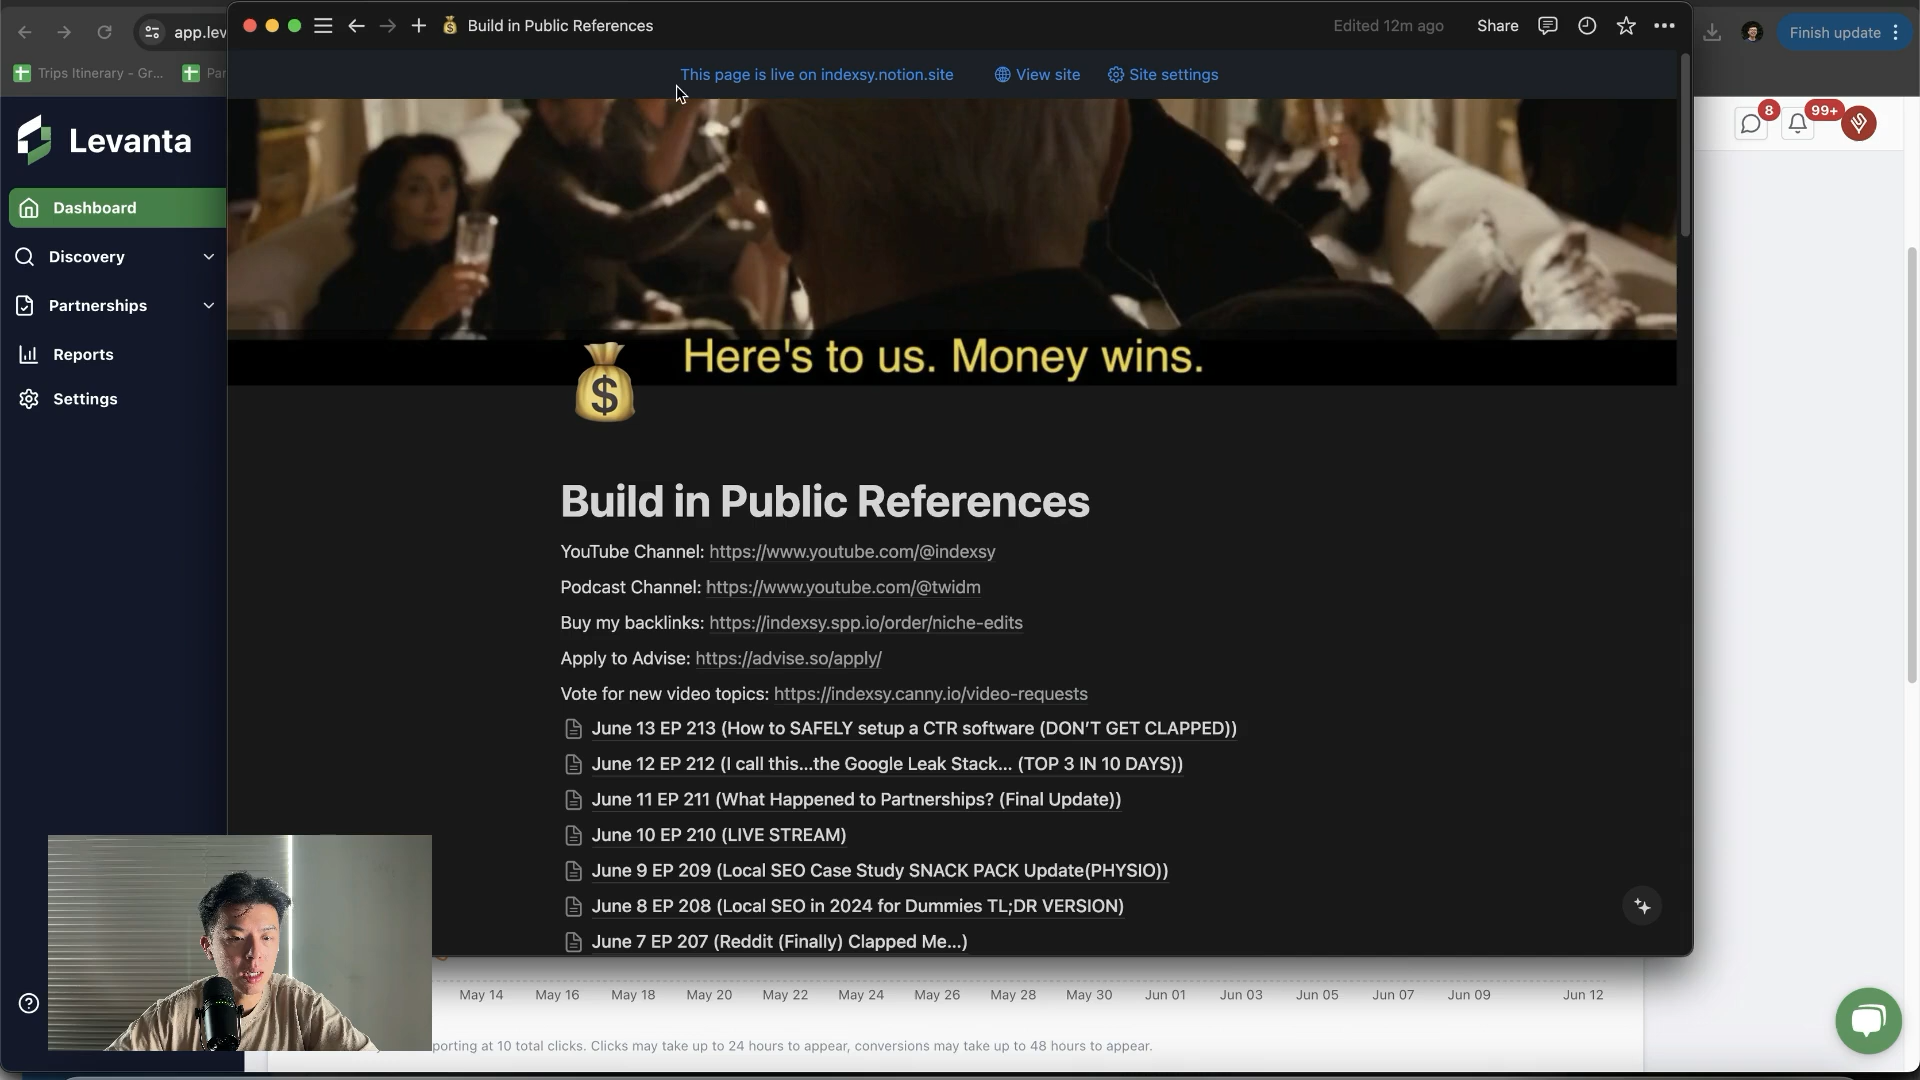 app.lev
Build in Public References
Edited 12m ago
Share
Finish update
Trips Itinerary - Gr...
Par
This page is live on indexsy.notion.site
View site
Site settings
Levanta
8
99+
Dashboard
Discovery
Partnerships
Reports
Settings
Here's to us. Money wins.
Build in Public References
YouTube Channel: https://www.youtube.com/@indexsy
Podcast Channel: https://www.youtube.com/@twidm
Buy my backlinks: https://indexsy.spp.io/order/niche-edits
Apply to Advise: https://advise.so/apply/
Vote for new video topics: https://indexsy.canny.io/video-requests
June 13 EP 213 (How to SAFELY setup a CTR software (DON'T GET CLAPPED))
June 12 EP 212 (I call this...the Google Leak Stack... (TOP 3 IN 10 DAYS))
June 11 EP 211 (What Happened to Partnerships? (Final Update))
June 10 EP 210 (LIVE STREAM)
June 9 EP 209 (Local SEO Case Study SNACK PACK Update(PHYSIO))
June 8 EP 208 (Local SEO in 2024 for Dummies TL;DR VERSION)
June 7 EP 207 (Reddit (Finally) Clapped Me...)
May 14 May 16 May 18 May 20 May 22 May 24 May 26 May 28 May 30 Jun 01 Jun 03 Jun 05 Jun 07 Jun 09 Jun 12
porting at 10 total clicks. Clicks may take up to 24 hours to appear, conversions may take up to 48 hours to appear.